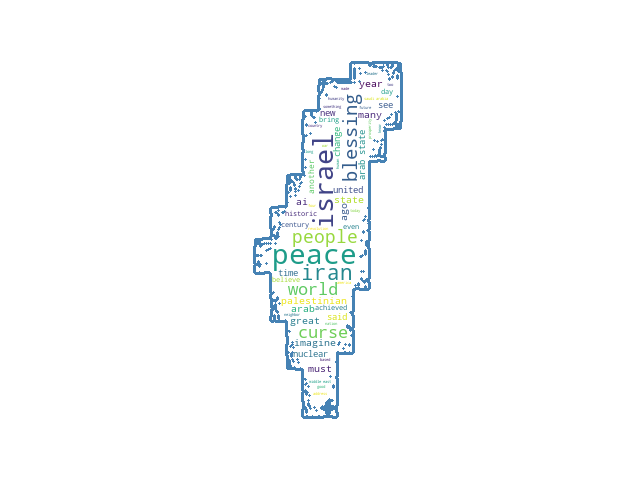 year
day
see
many
new
bring
change
blessing
israel
arab state
another
united
state
ai
ago
historic
century
even
people
peace
iran
time
believe
world
palestinian
arab
achieved
great
said
curse
imagine
nuclear
must
middle east
good